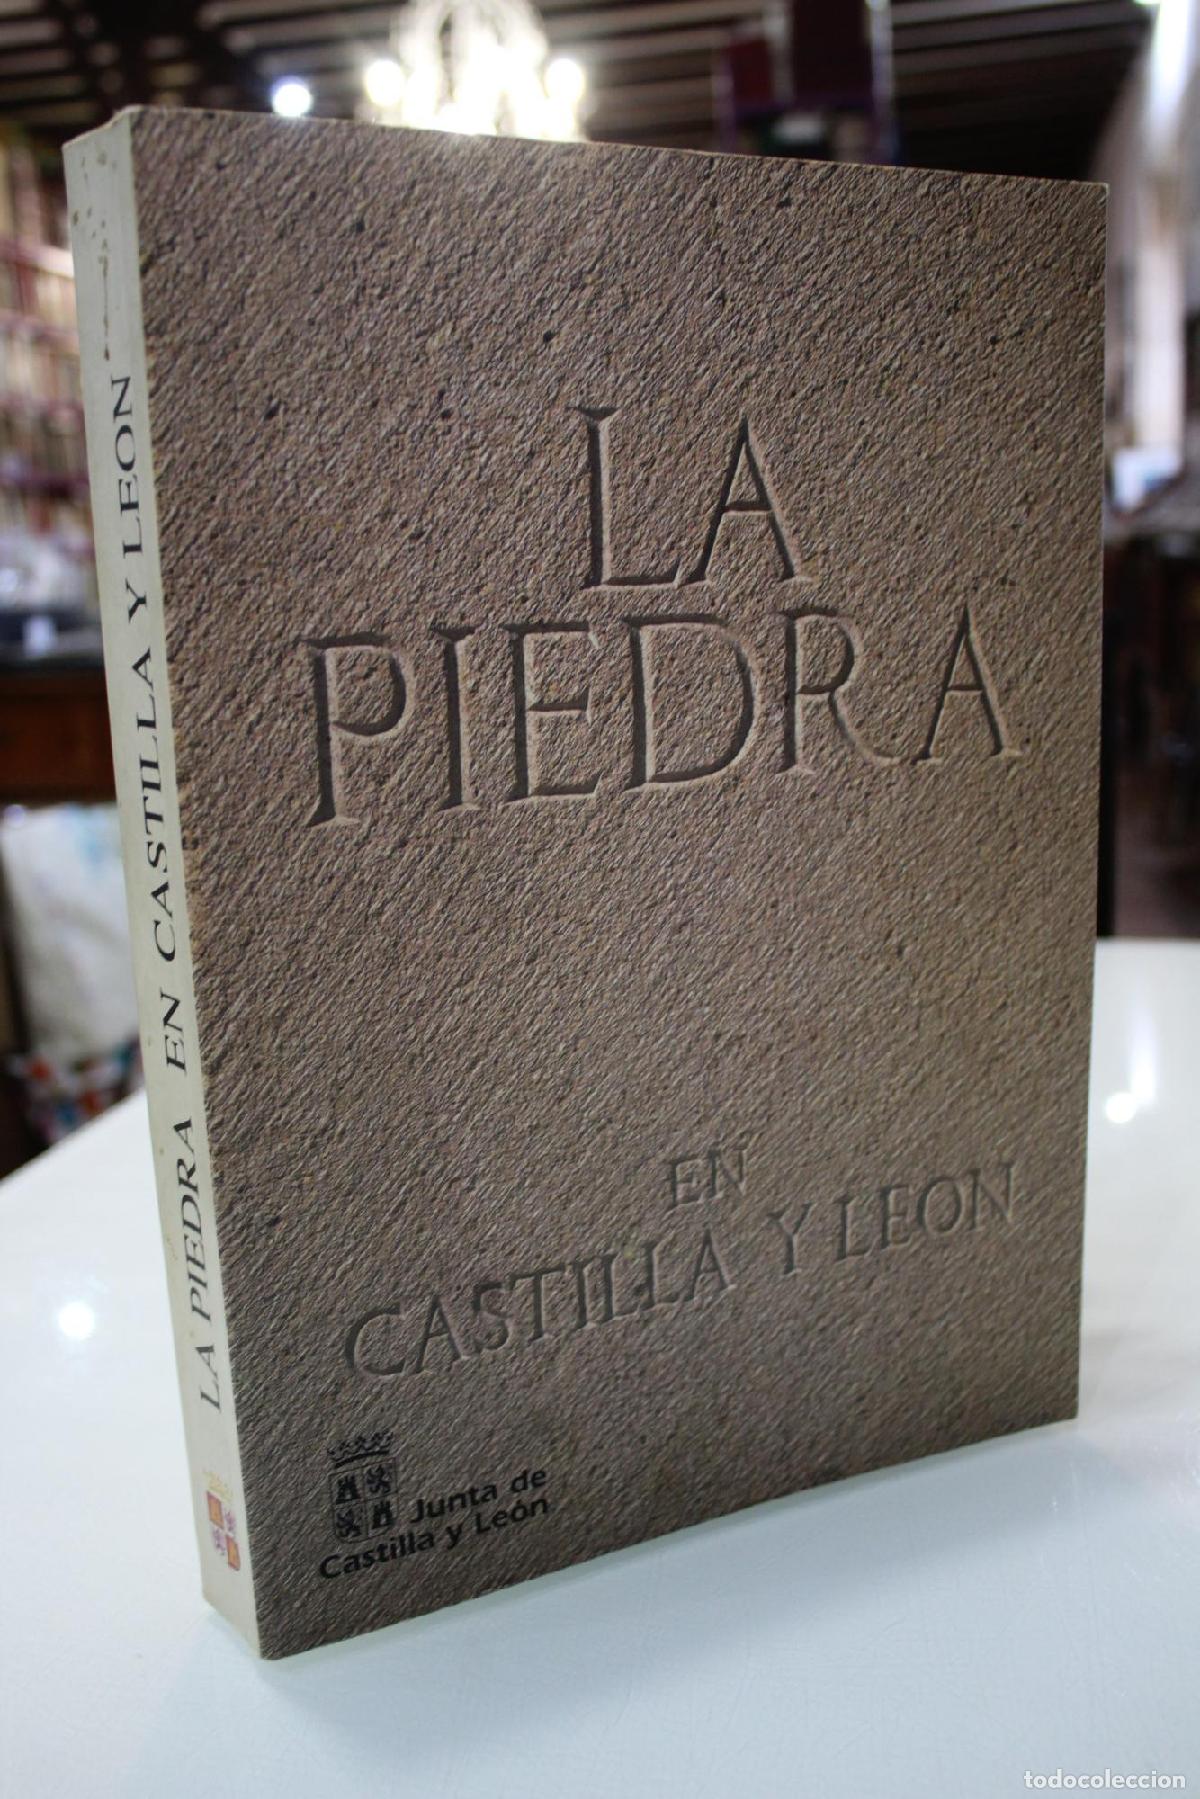 LA
PIEDRA
EN
CASTILLA Y LEON
Junta de
Castilla y León
LA PIEDRA EN CASTILLA Y LEON
todocoleccion